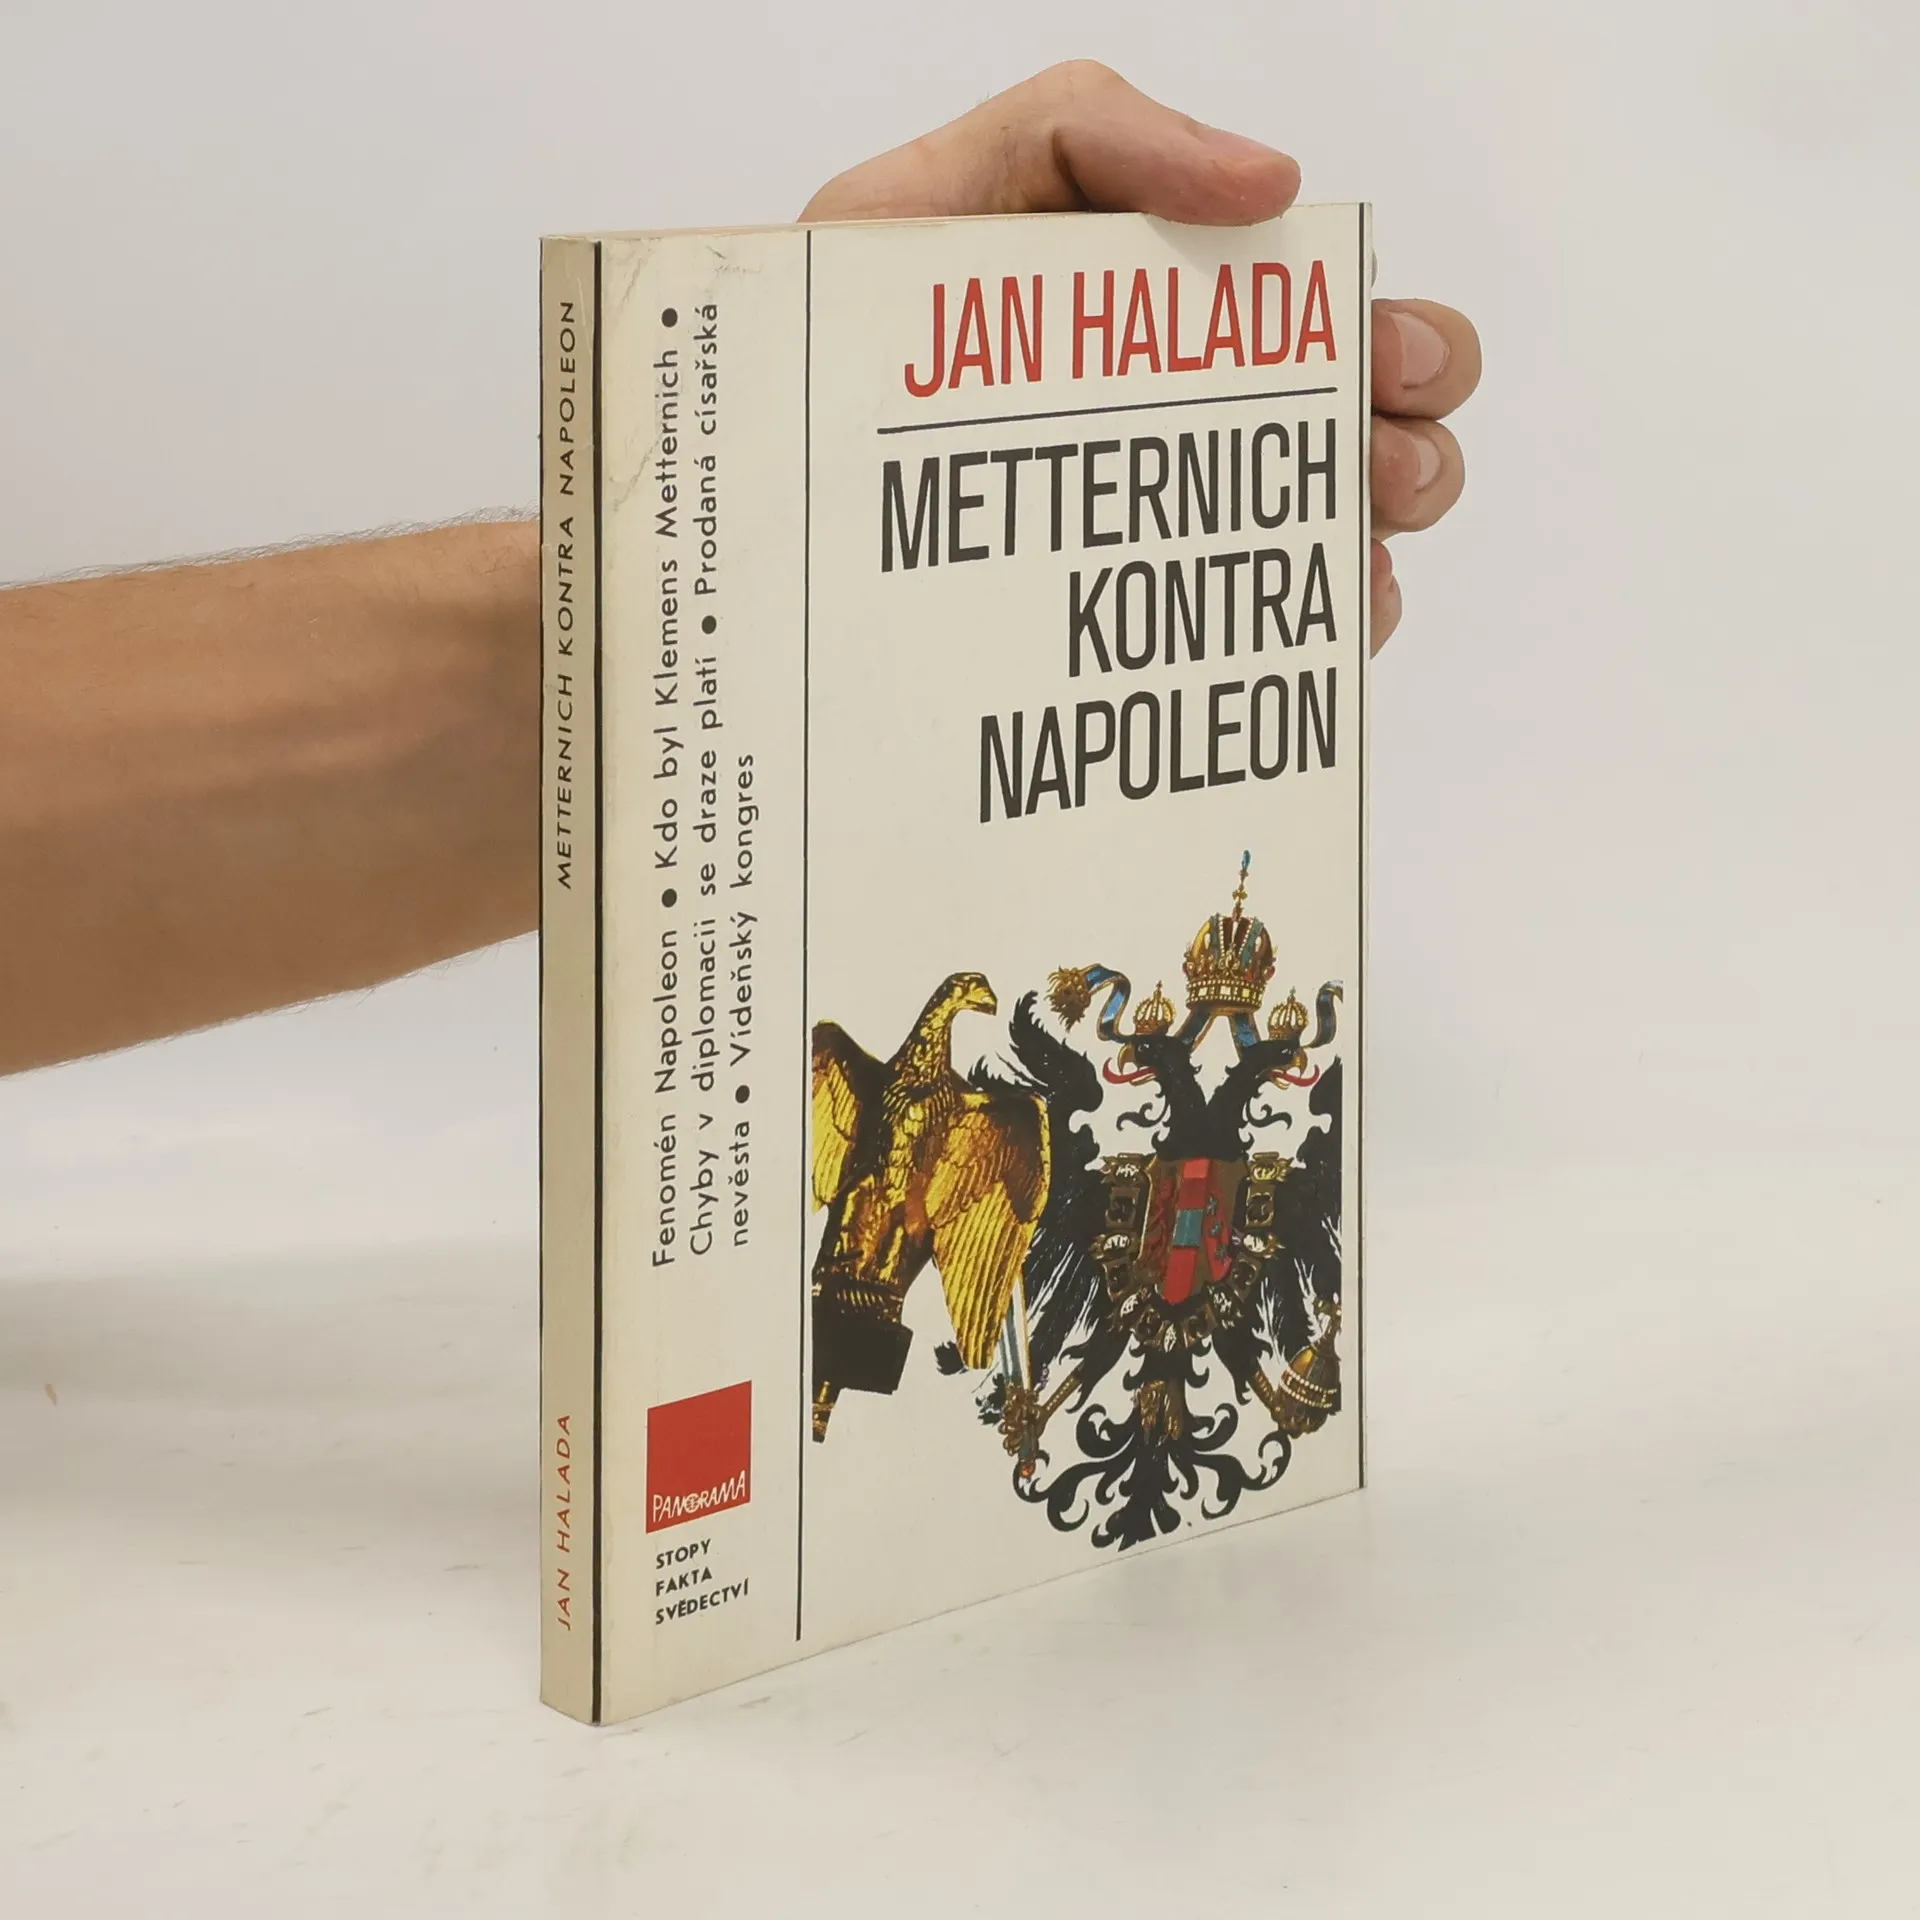 METTERNICH KONTRA NAPOLEON
JAN HALADA
Fenomén Napoleon ● Kdo byl Klemens Metternich ●
Chyby v diplomacii se draze platí ● Prodaná císařská
nevěsta ● Vídeňský kongres
PANORAMA
STOPY
FAKTA
SVĚDECTVÍ
JAN HALADA
METTERNICH
KONTRA
NAPOLEON